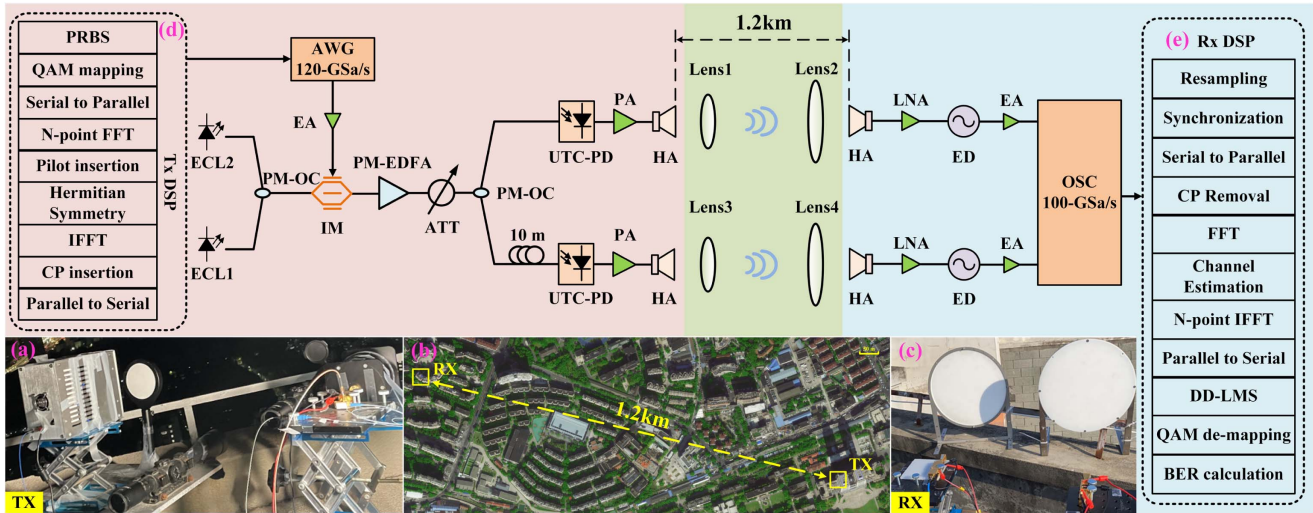 (d)
PRBS
QAM mapping
Serial to Parallel
N-point FFT
Pilot insertion
Hermitian
Symmetry
IFFT
CP insertion
Parallel to Serial
Tx DSP
AWG
120-GSa/s
EA
ECL2
ECL1
PM-OC
IM
PM-EDFA
ATT
PM-OC
10 m
UTC-PD
PA
HA
UTC-PD
PA
HA
1.2km
Lens1
Lens2
Lens3
Lens4
HA
LNA
ED
EA
HA
LNA
ED
EA
OSC
100-GSa/s
(e)
Rx DSP
Resampling
Synchronization
Serial to Parallel
CP Removal
FFT
Channel
Estimation
N-point IFFT
Parallel to Serial
DD-LMS
QAM de-mapping
BER calculation
(a)
TX
(b)
RX
1.2km
TX
(c)
RX